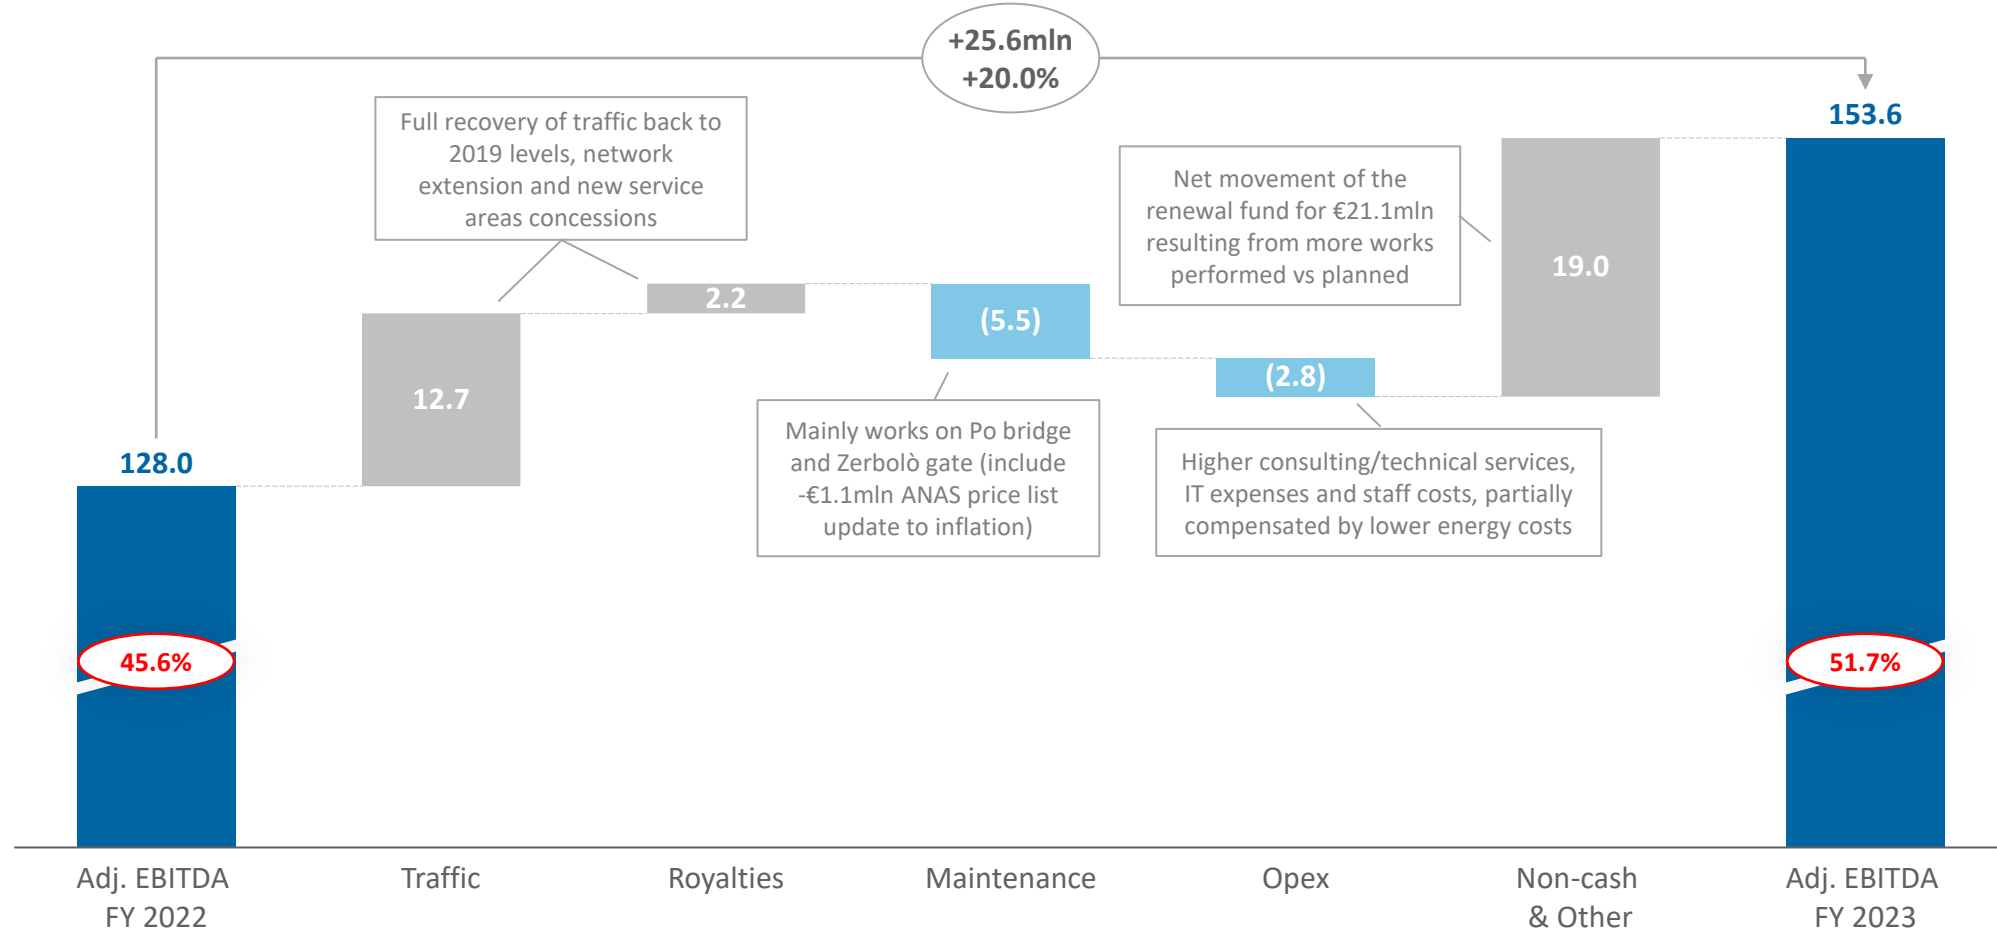 +25.6mln
+20.0%
Full recovery of traffic back to
2019 levels, network
extension and new service
areas concessions
153.6
Net movement of the
renewal fund for €21.1mln
resulting from more works
performed vs planned
19.0
2.2
(5.5)
(2.8)
12.7
Mainly works on Po bridge
and Zerbolò gate (include
-€1.1mln ANAS price list
update to inflation)
Higher consulting/technical services,
IT expenses and staff costs, partially
compensated by lower energy costs
128.0
45.6%
51.7%
Adj. EBITDA
FY 2022
Traffic
Royalties
Maintenance
Opex
Non-cash
& Other
Adj. EBITDA
FY 2023